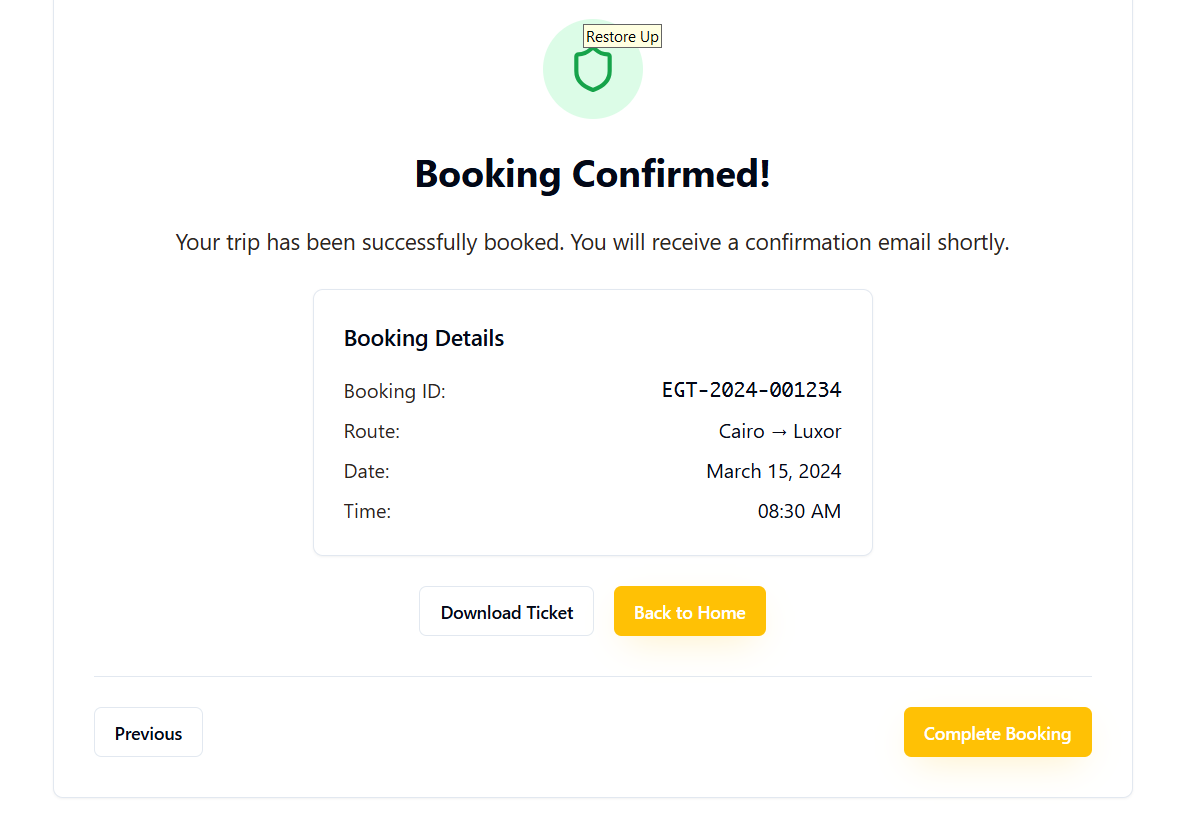 Restore Up
Booking Confirmed!
Your trip has been successfully booked. You will receive a confirmation email shortly.
Booking Details
Booking ID: EGT-2024-001234
Route: Cairo → Luxor
Date: March 15, 2024
Time: 08:30 AM
Download Ticket Back to Home
Previous Complete Booking